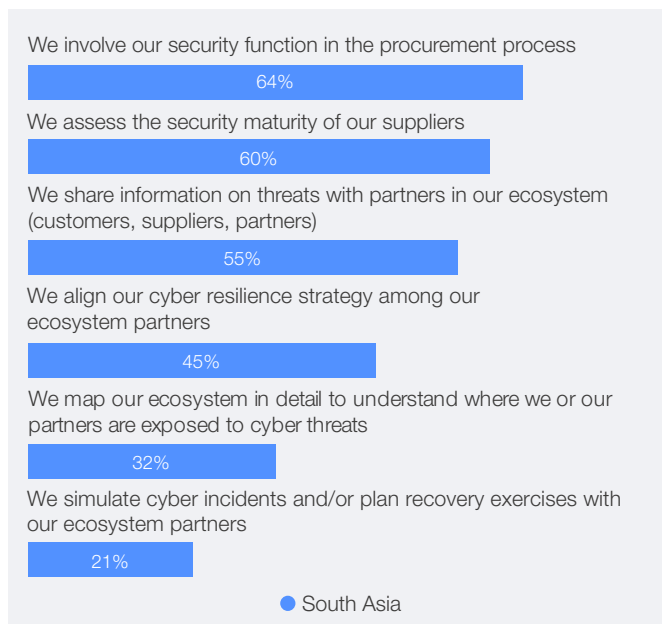 We involve our security function in the procurement process
64%
We assess the security maturity of our suppliers
60%
We share information on threats with partners in our ecosystem
(customers, suppliers, partners)
55%
We align our cyber resilience strategy among our
ecosystem partners
45%
We map our ecosystem in detail to understand where we or our
partners are exposed to cyber threats
32%
We simulate cyber incidents and/or plan recovery exercises with
our ecosystem partners
21%
South Asia